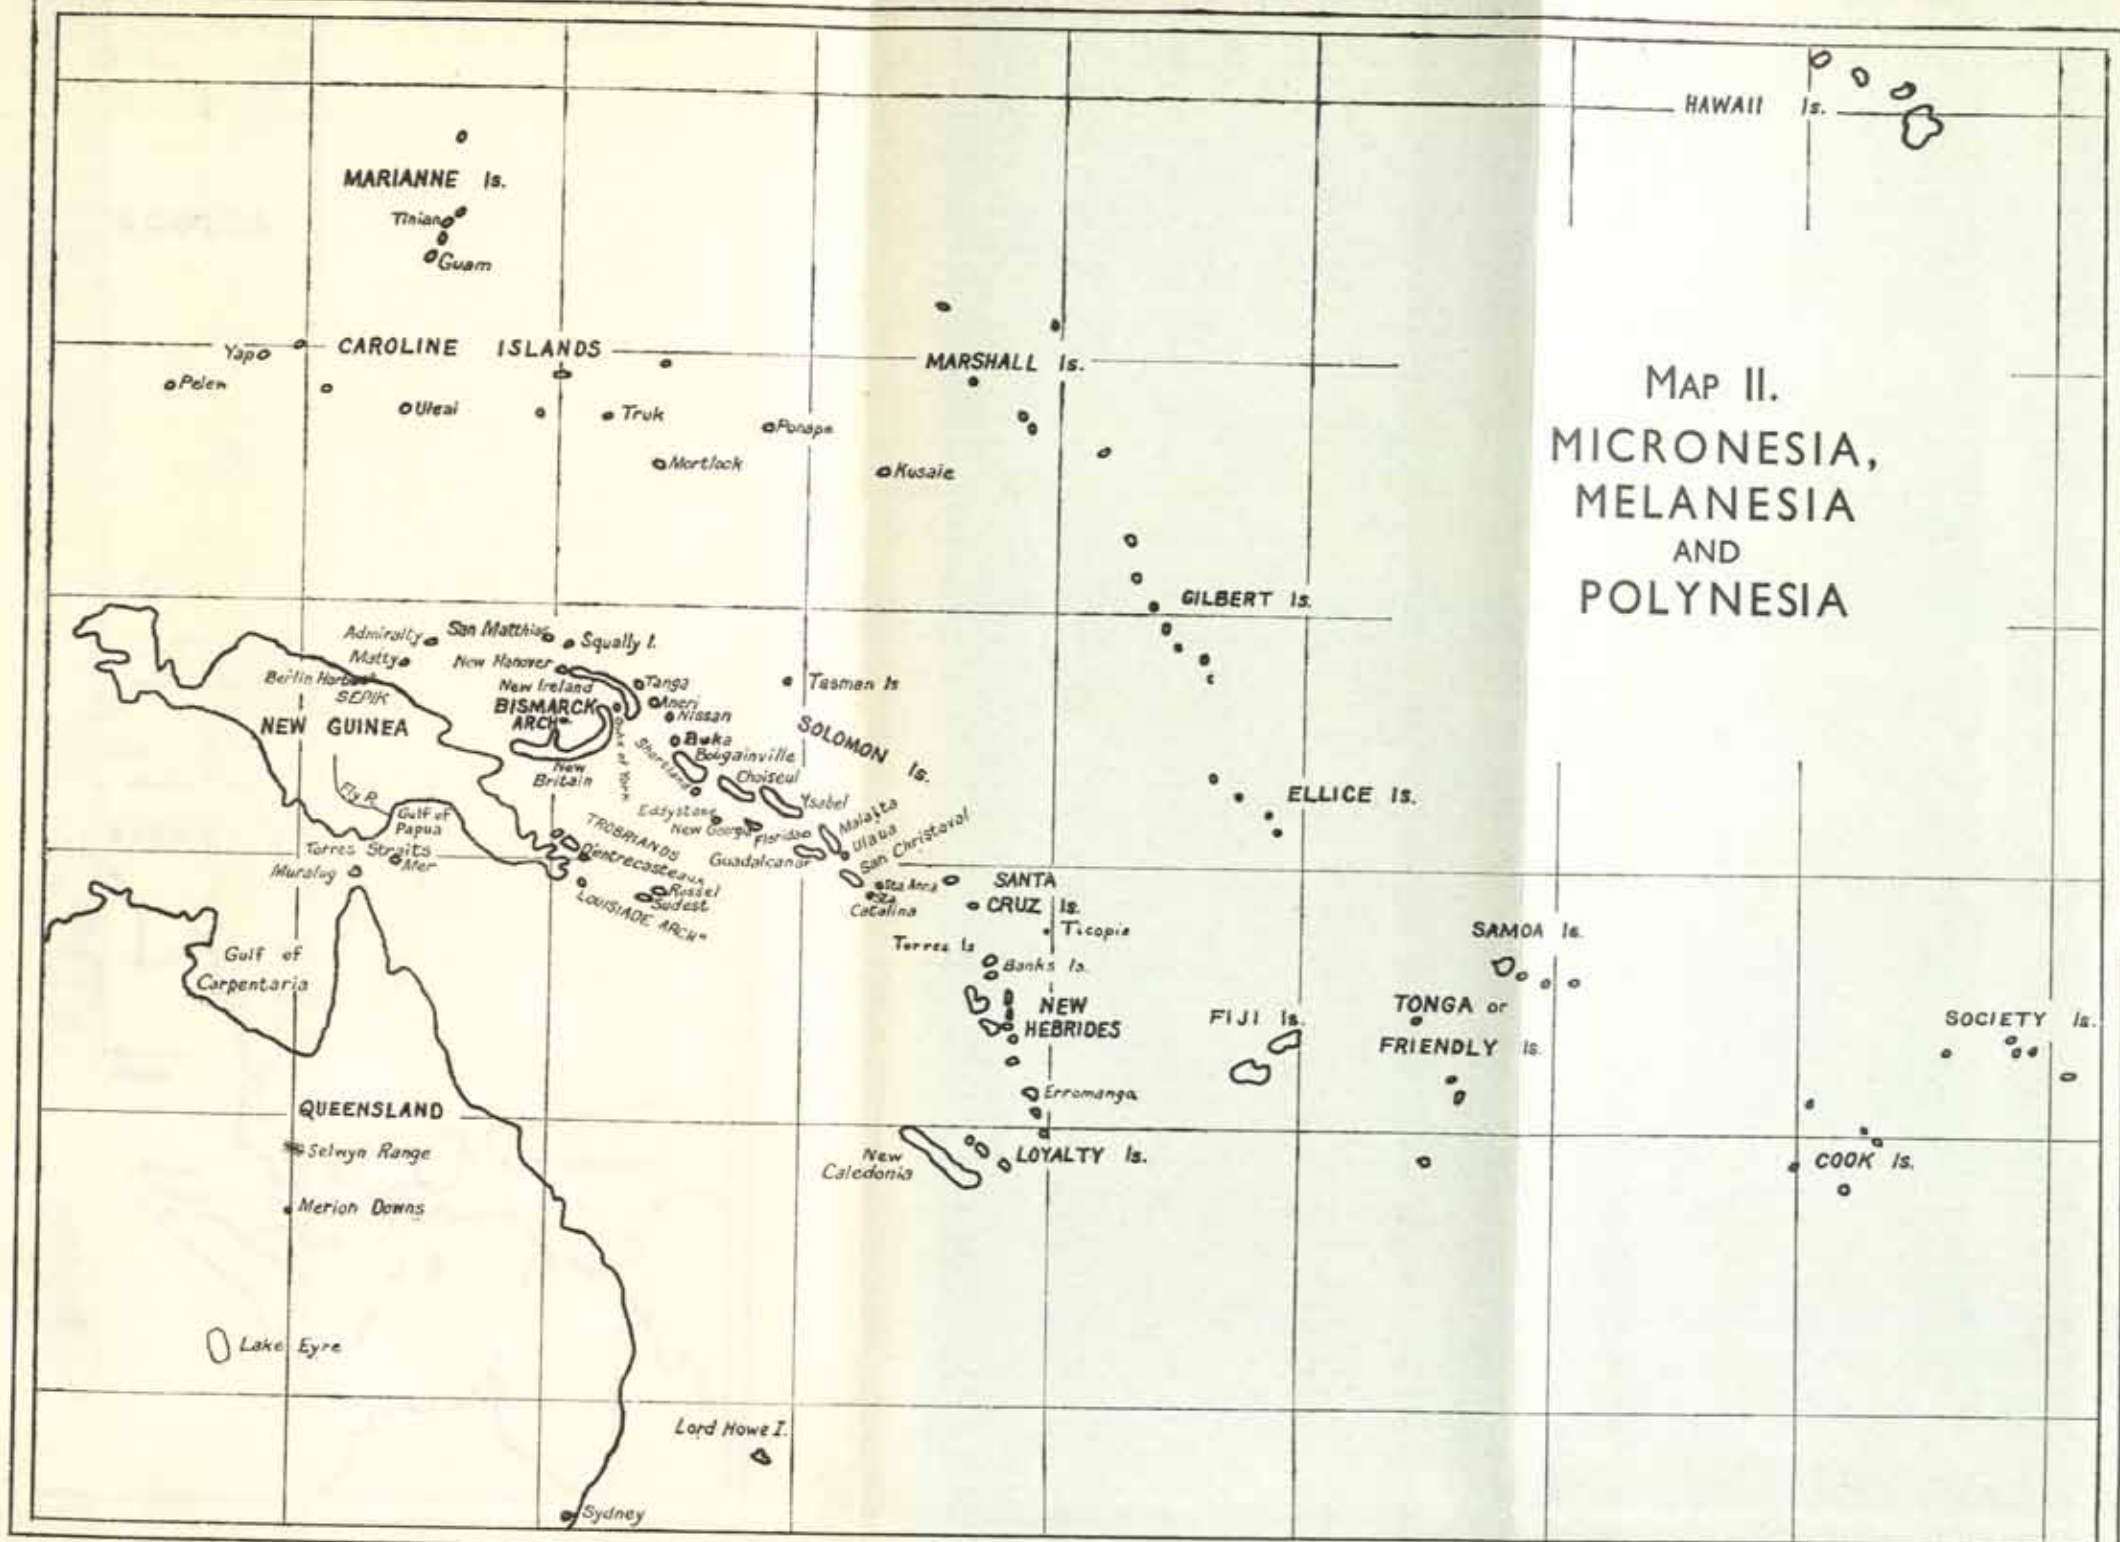 HAWAII Is.
MARIANNE Is.
Tinian
Guam
Yap
CAROLINE ISLANDS
MARSHALL Is.
Pelew
Uleai
Truk
Ponape
Mortlock
Kusaie
MAP II.
MICRONESIA,
MELANESIA
AND
POLYNESIA
GILBERT Is.
Admiralty
San Matthias
Squally I.
Matty
New Hanover
Berlin Harbour
SEPIK
New Ireland
Tanga
Tasman Is
BISMARCK
ARCH
Aneri
Nissan
NEW GUINEA
Buka
SOLOMON Is.
Duke of York
Shortland
Bougainville
New
Britain
Choiseul
Ysabel
ELLICE Is.
Fly R.
Gulf of
Papua
Eddystone
New Georgia
Florida
Malaita
Ulaua
San Christoval
TROBRIANDS
Guadalcanar
Torres Straits
Mer
Muralug
D'entrecasteaux
Rossel
Sudest
LOUISIADE ARCH
Sta Anna
Sta
Catalina
SANTA
CRUZ Is.
Ticopia
Torres Is
Banks Is.
SAMOA Is.
Gulf of
Carpentaria
NEW
HEBRIDES
FIJI Is.
TONGA or
FRIENDLY Is.
SOCIETY Is.
Erromanga
QUEENSLAND
Selwyn Range
New
Caledonia
LOYALTY Is.
COOK Is.
Merion Downs
Lake Eyre
Lord Howe I.
Sydney